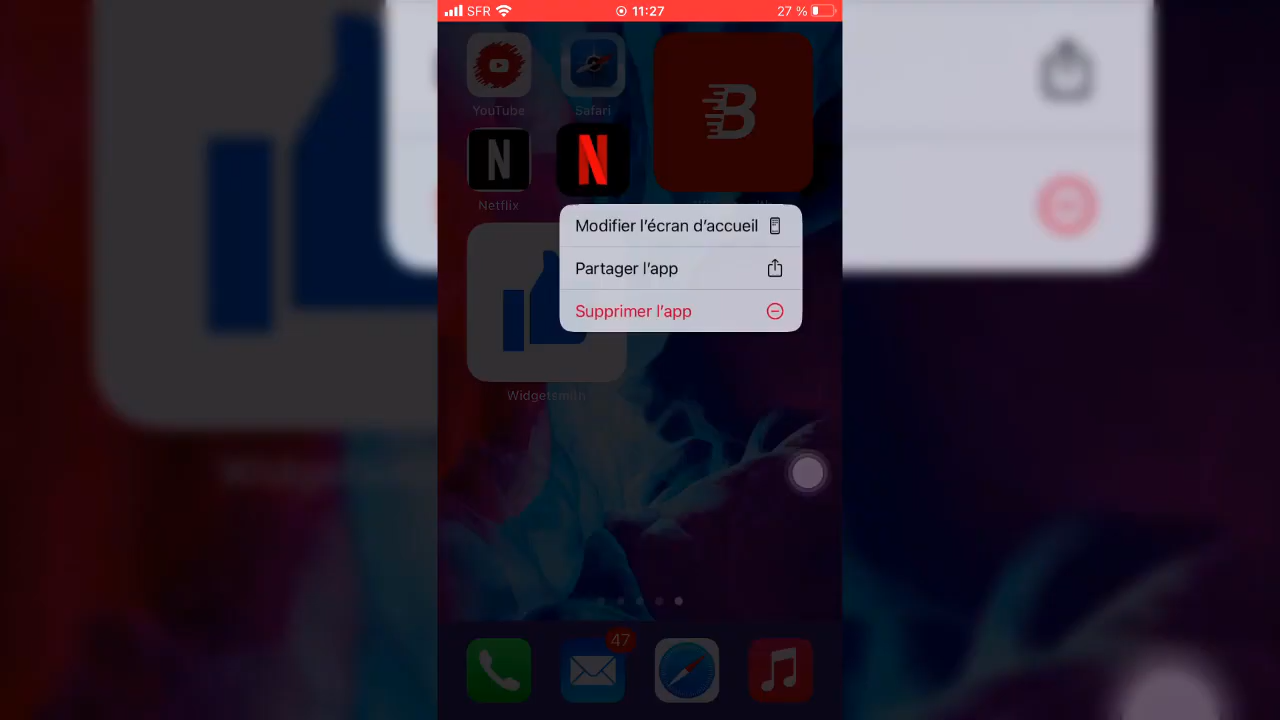 SFR 11:27 27 %
YouTube Safari
B
N N
Netflix
Modifier l’écran d’accueil
Partager l’app
Supprimer l’app
Widgetsmith
47